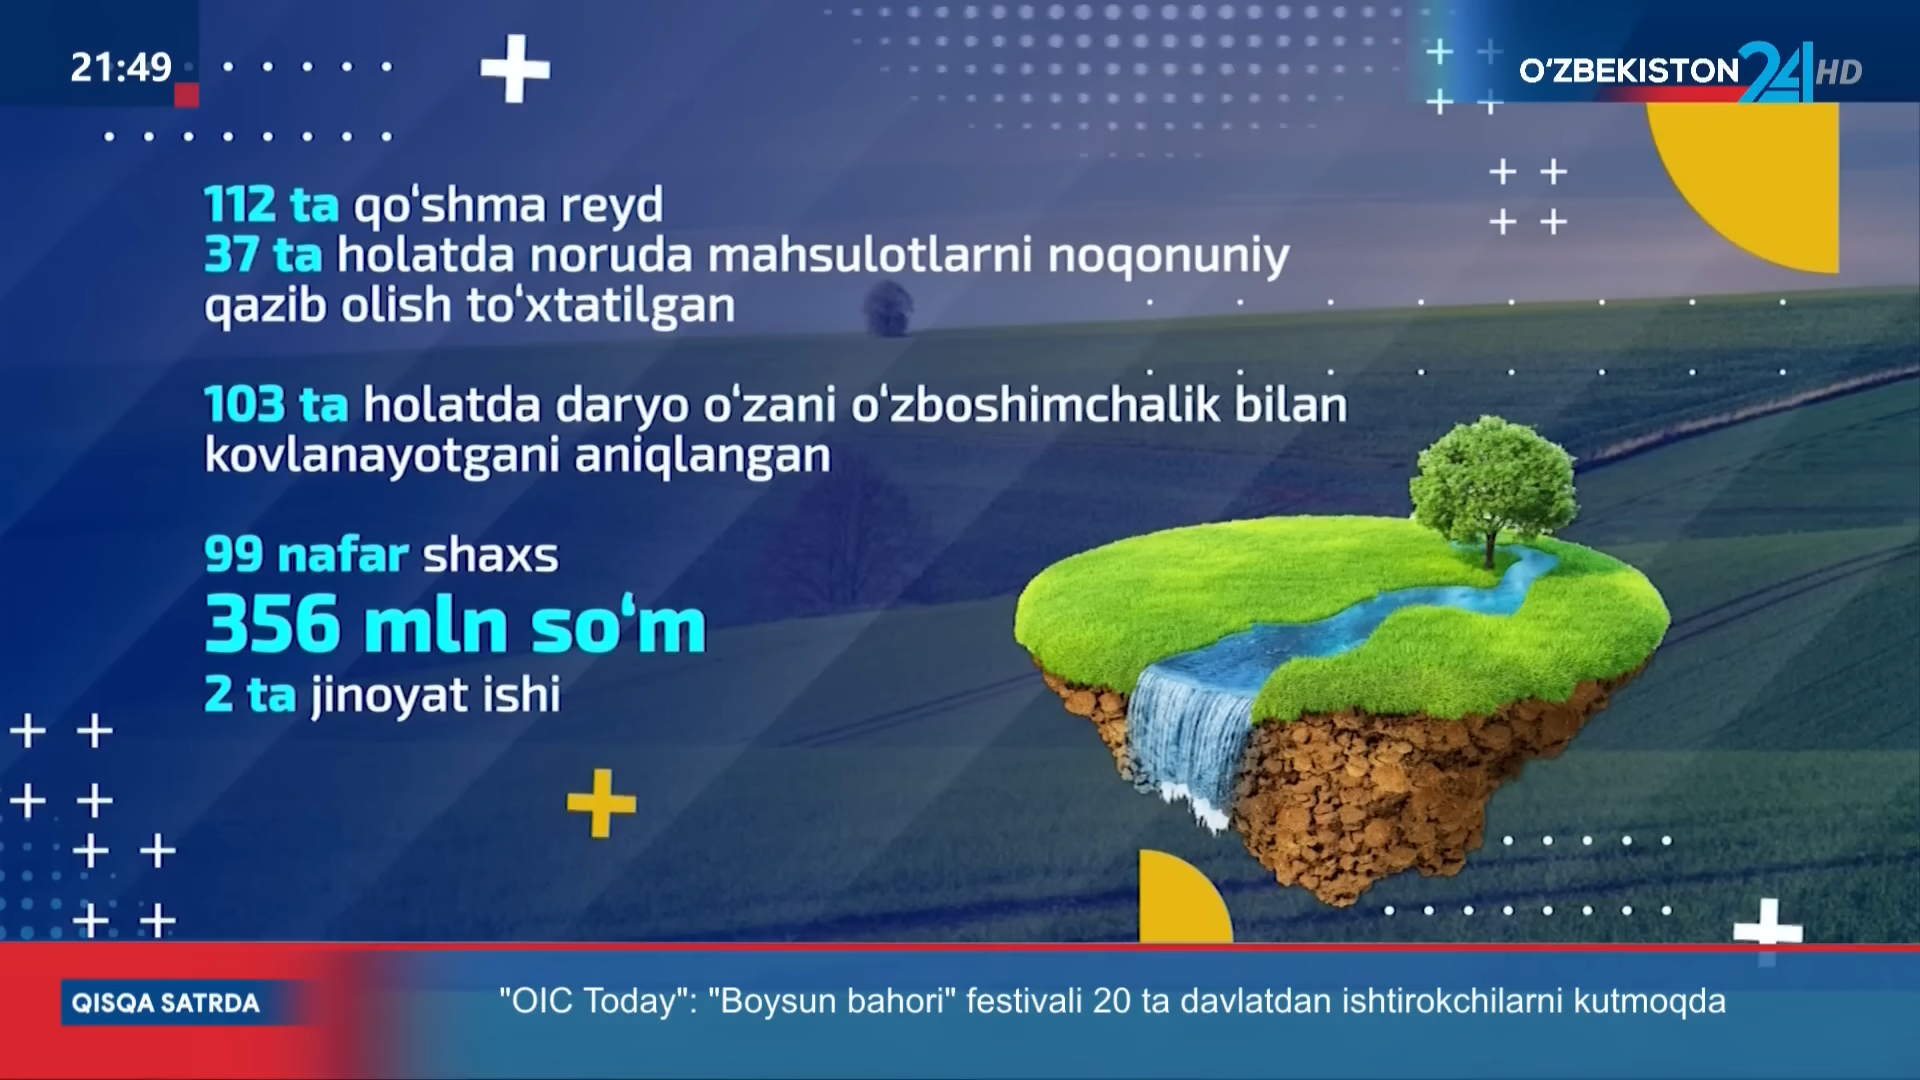 21:49
O‘ZBEKISTON 24 HD
112 ta qo‘shma reyd
37 ta holatda noruda mahsulotlarni noqonuniy
qazib olish to‘xtatilgan
103 ta holatda daryo o‘zani o‘zboshimchalik bilan
kovlanayotgani aniqlangan
99 nafar shaxs
356 mln so‘m
2 ta jinoyat ishi
QISQA SATRDA
"OIC Today": "Boysun bahori" festivali 20 ta davlatdan ishtirokchilarni kutmoqda